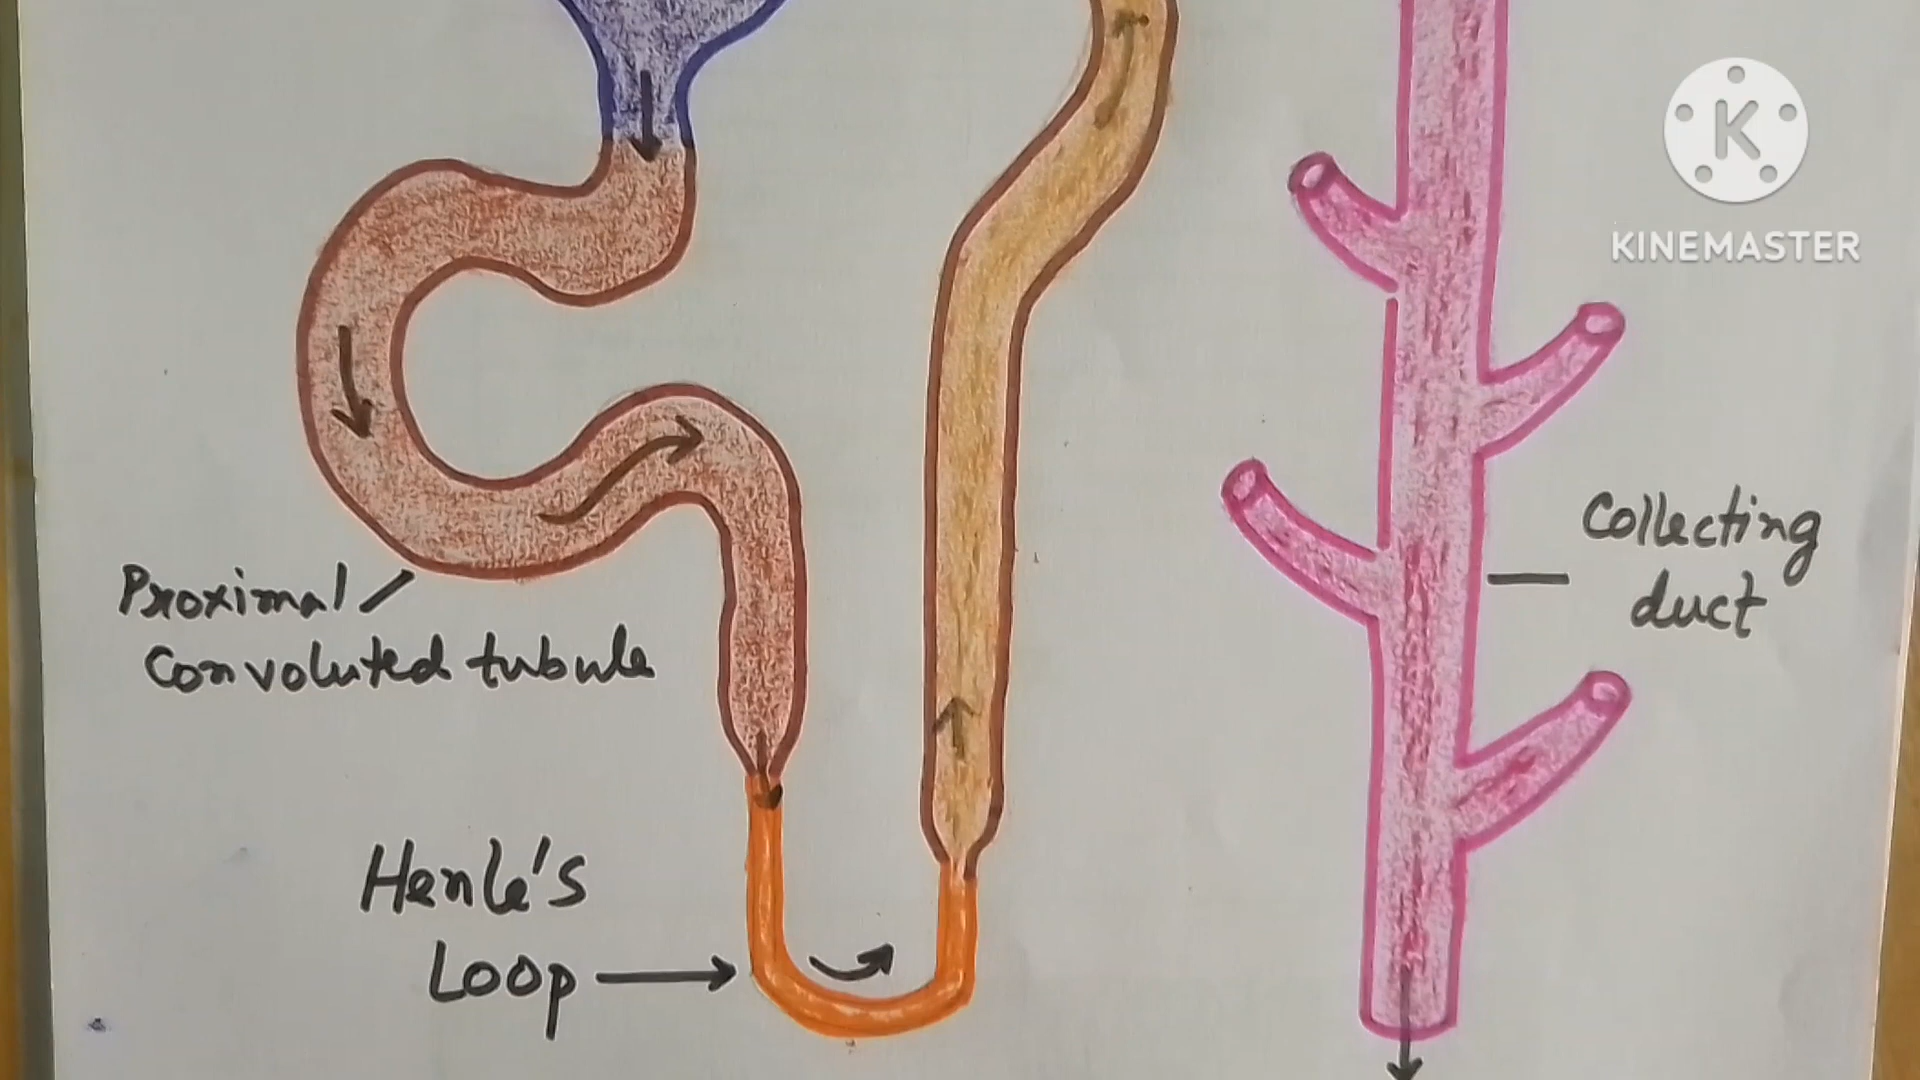 K
KINEMASTER
Collecting
duct
Proximal
Convoluted tubule
Henle's
Loop